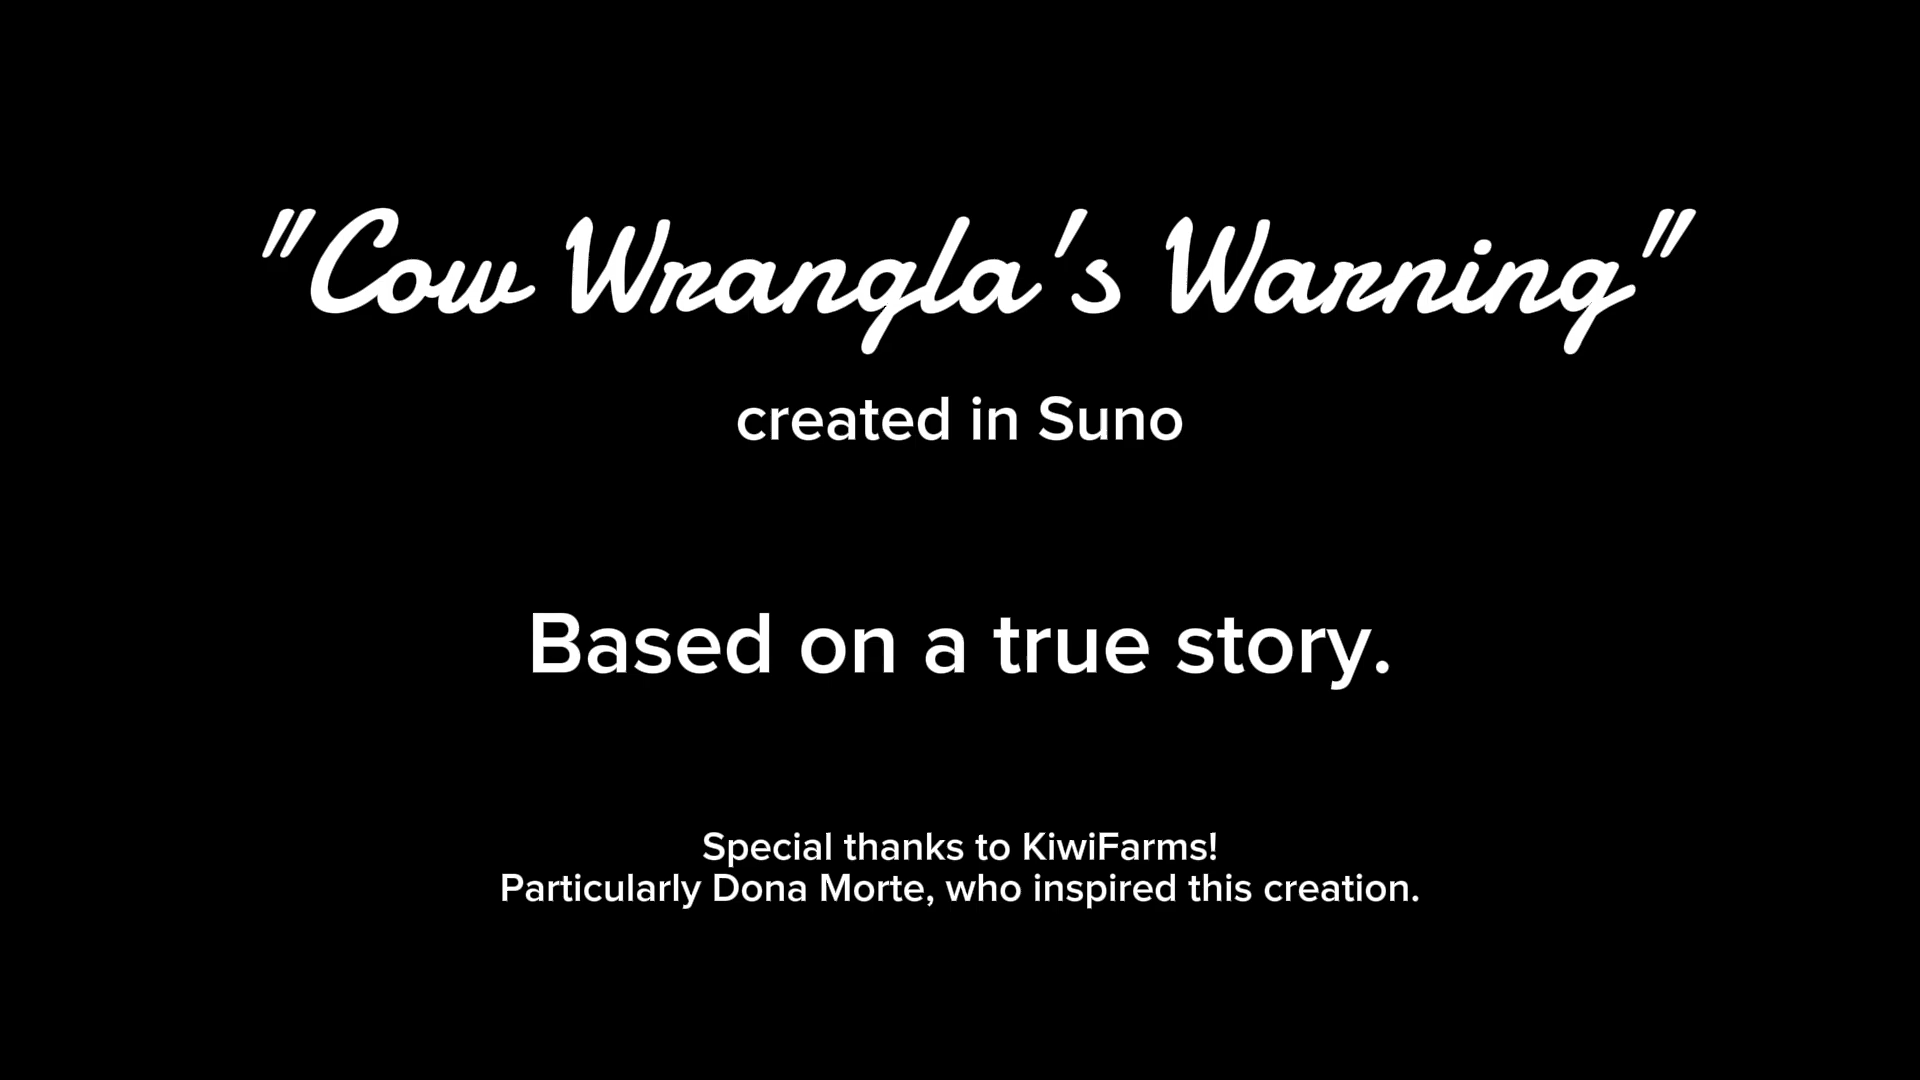 "Cow Wrangla's Warning"
created in Suno
Based on a true story.
Special thanks to KiwiFarms!
Particularly Dona Morte, who inspired this creation.